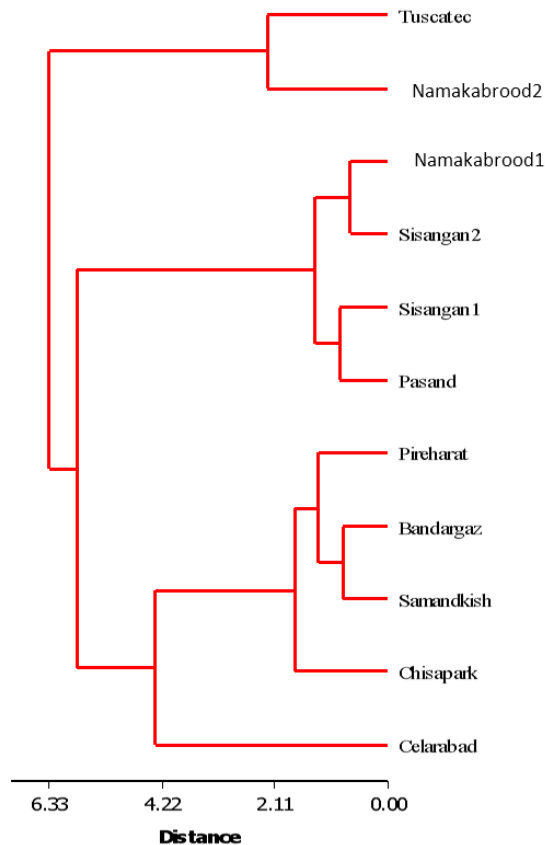 Tuscatec
Namakabrood2
Namakabrood1
Sisangan2
Sisangan1
Pasand
Pireharat
Bandargaz
Samandkish
Chisapark
Celarabad
6.33 4.22 2.11 0.00
Distance